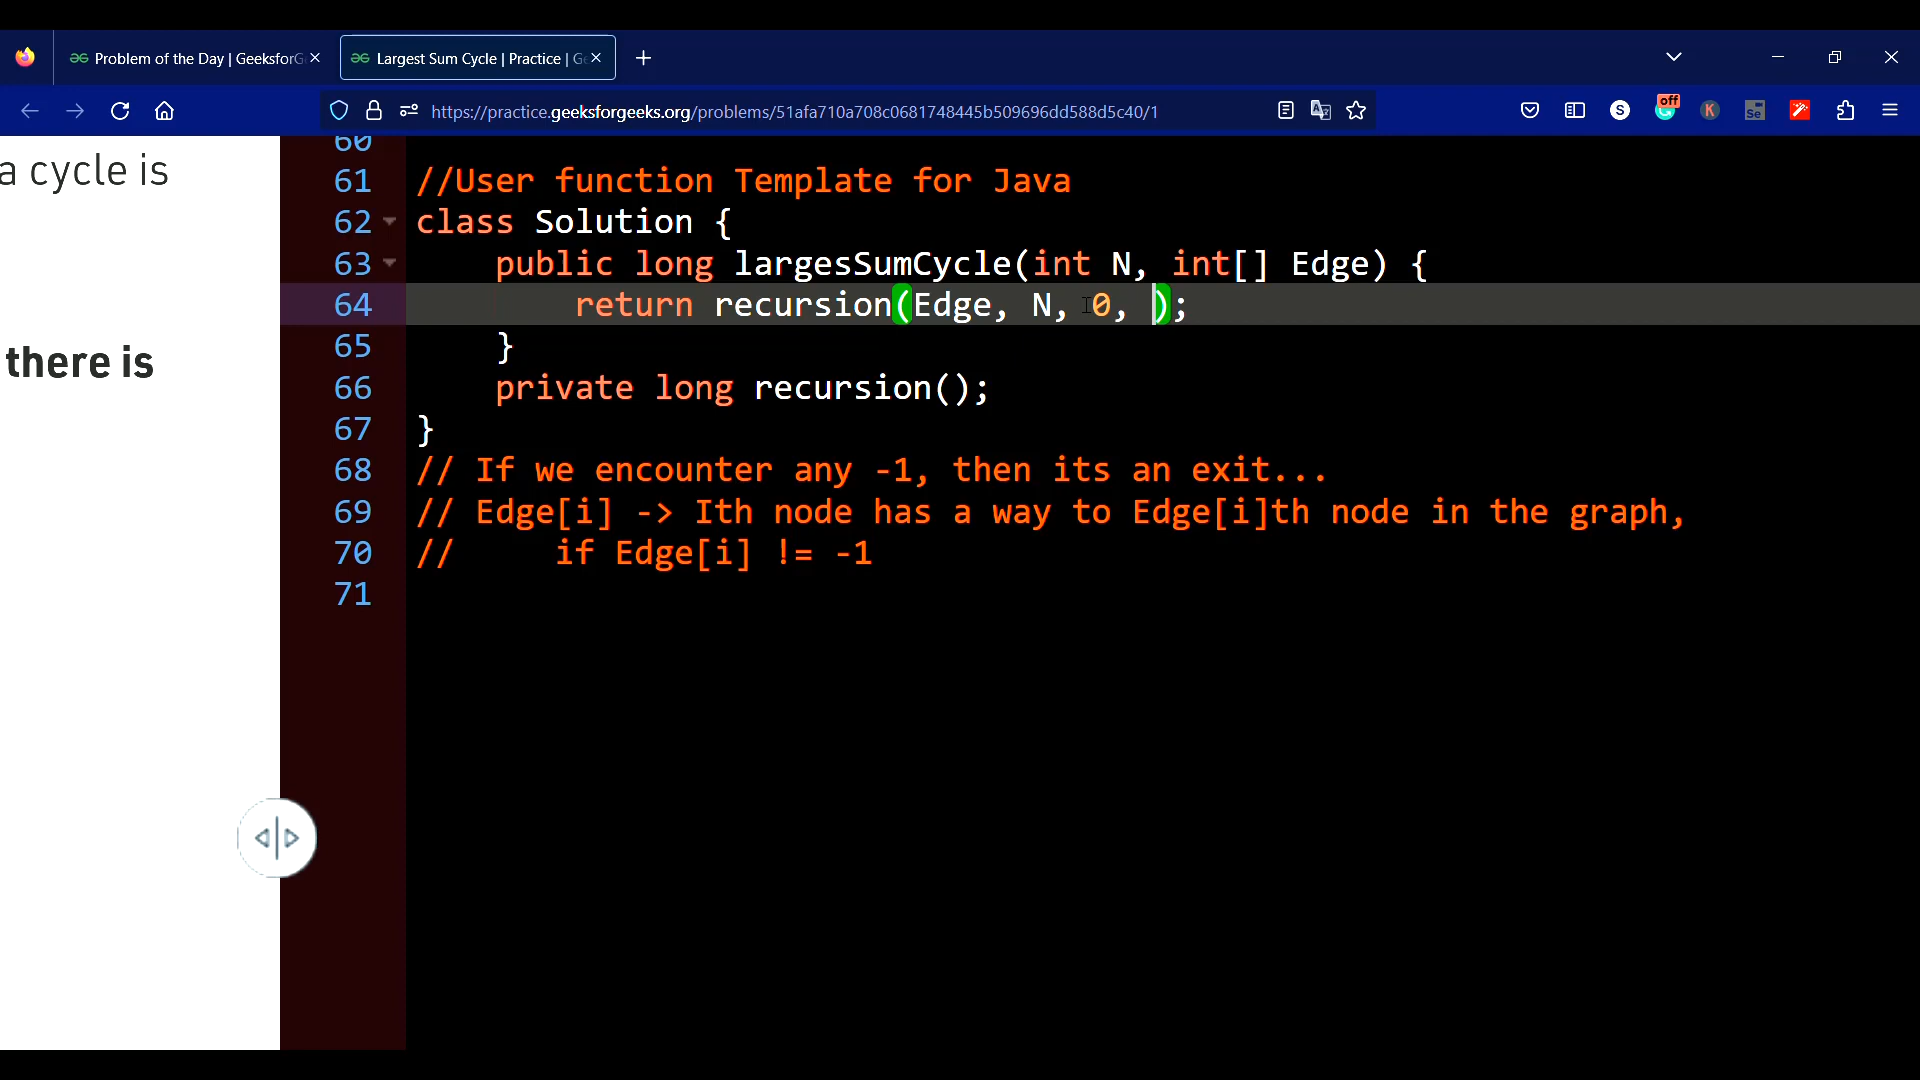 Problem of the Day | GeeksforG
Largest Sum Cycle | Practice | Ge
https://practice.geeksforgeeks.org/problems/51afa710a708c0681748445b509696dd588d5c40/1
S
off
K
Se
a cycle is
there is
60
61 //User function Template for Java
62 class Solution {
63 public long largesSumCycle(int N, int[] Edge) {
64 return recursion(Edge, N, 0, );
65 }
66 private long recursion();
67 }
68 // If we encounter any -1, then its an exit...
69 // Edge[i] -> Ith node has a way to Edge[i]th node in the graph,
70 // if Edge[i] != -1
71